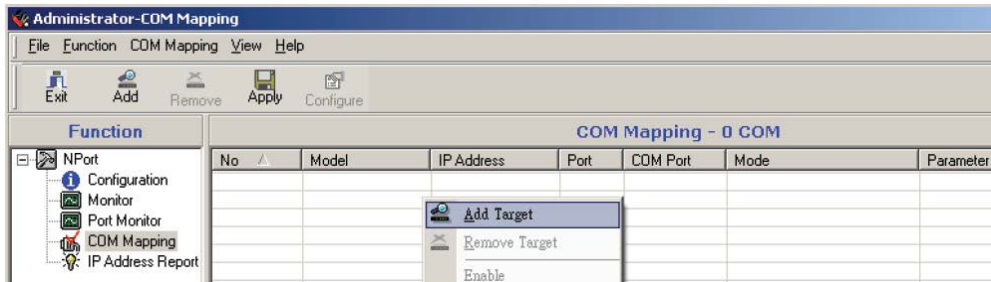 Administrator-COM Mapping
File Function COM Mapping View Help
Exit Add Remove Apply Configure
Function
COM Mapping - 0 COM
NPort
Configuration
Monitor
Port Monitor
COM Mapping
IP Address Report
No Model IP Address Port COM Port Mode Parameter
Add Target
Remove Target
Enable